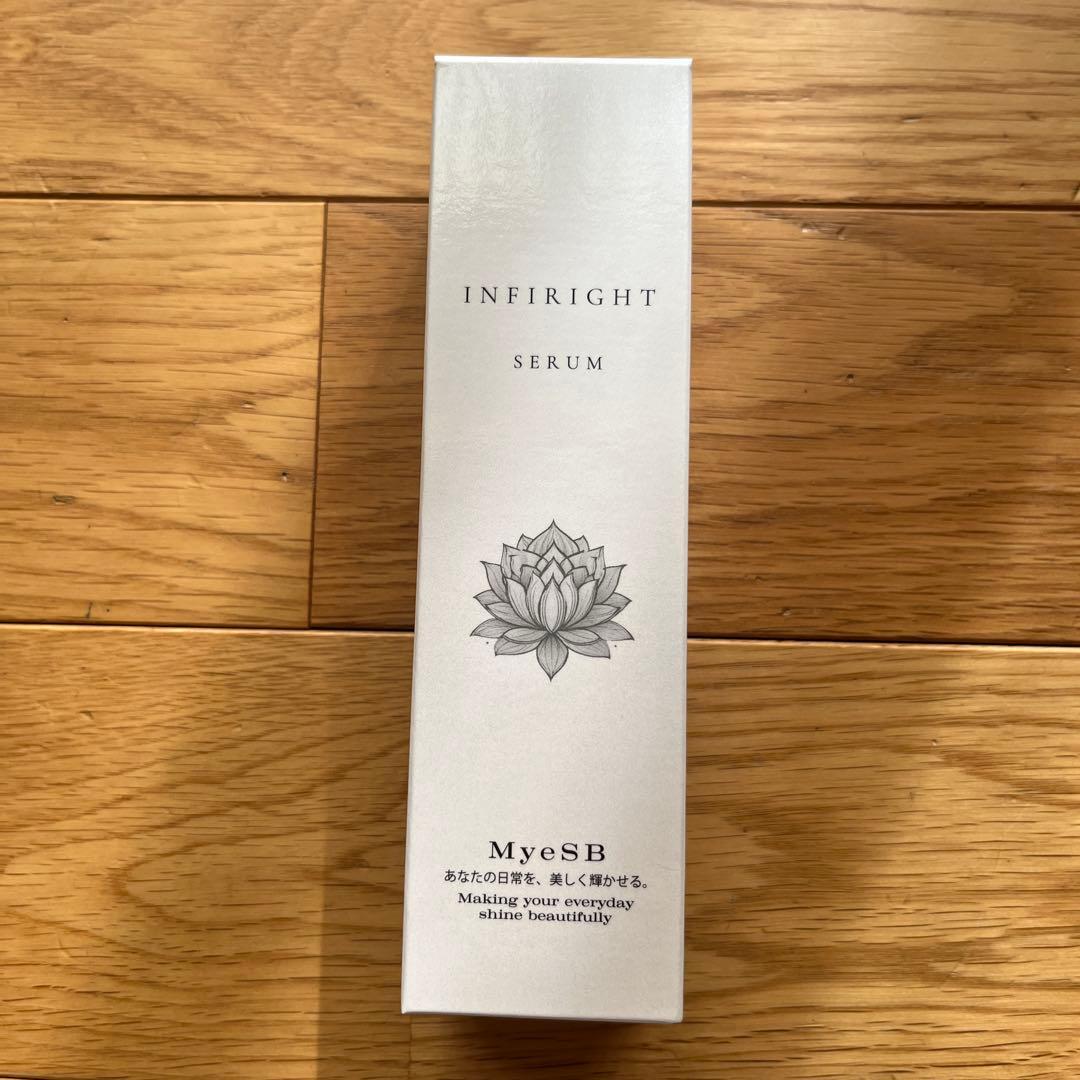 INFIRIGHT
SERUM
MyeSB
あなたの日常を、美しく輝かせる。
Making your everyday
shine beautifully